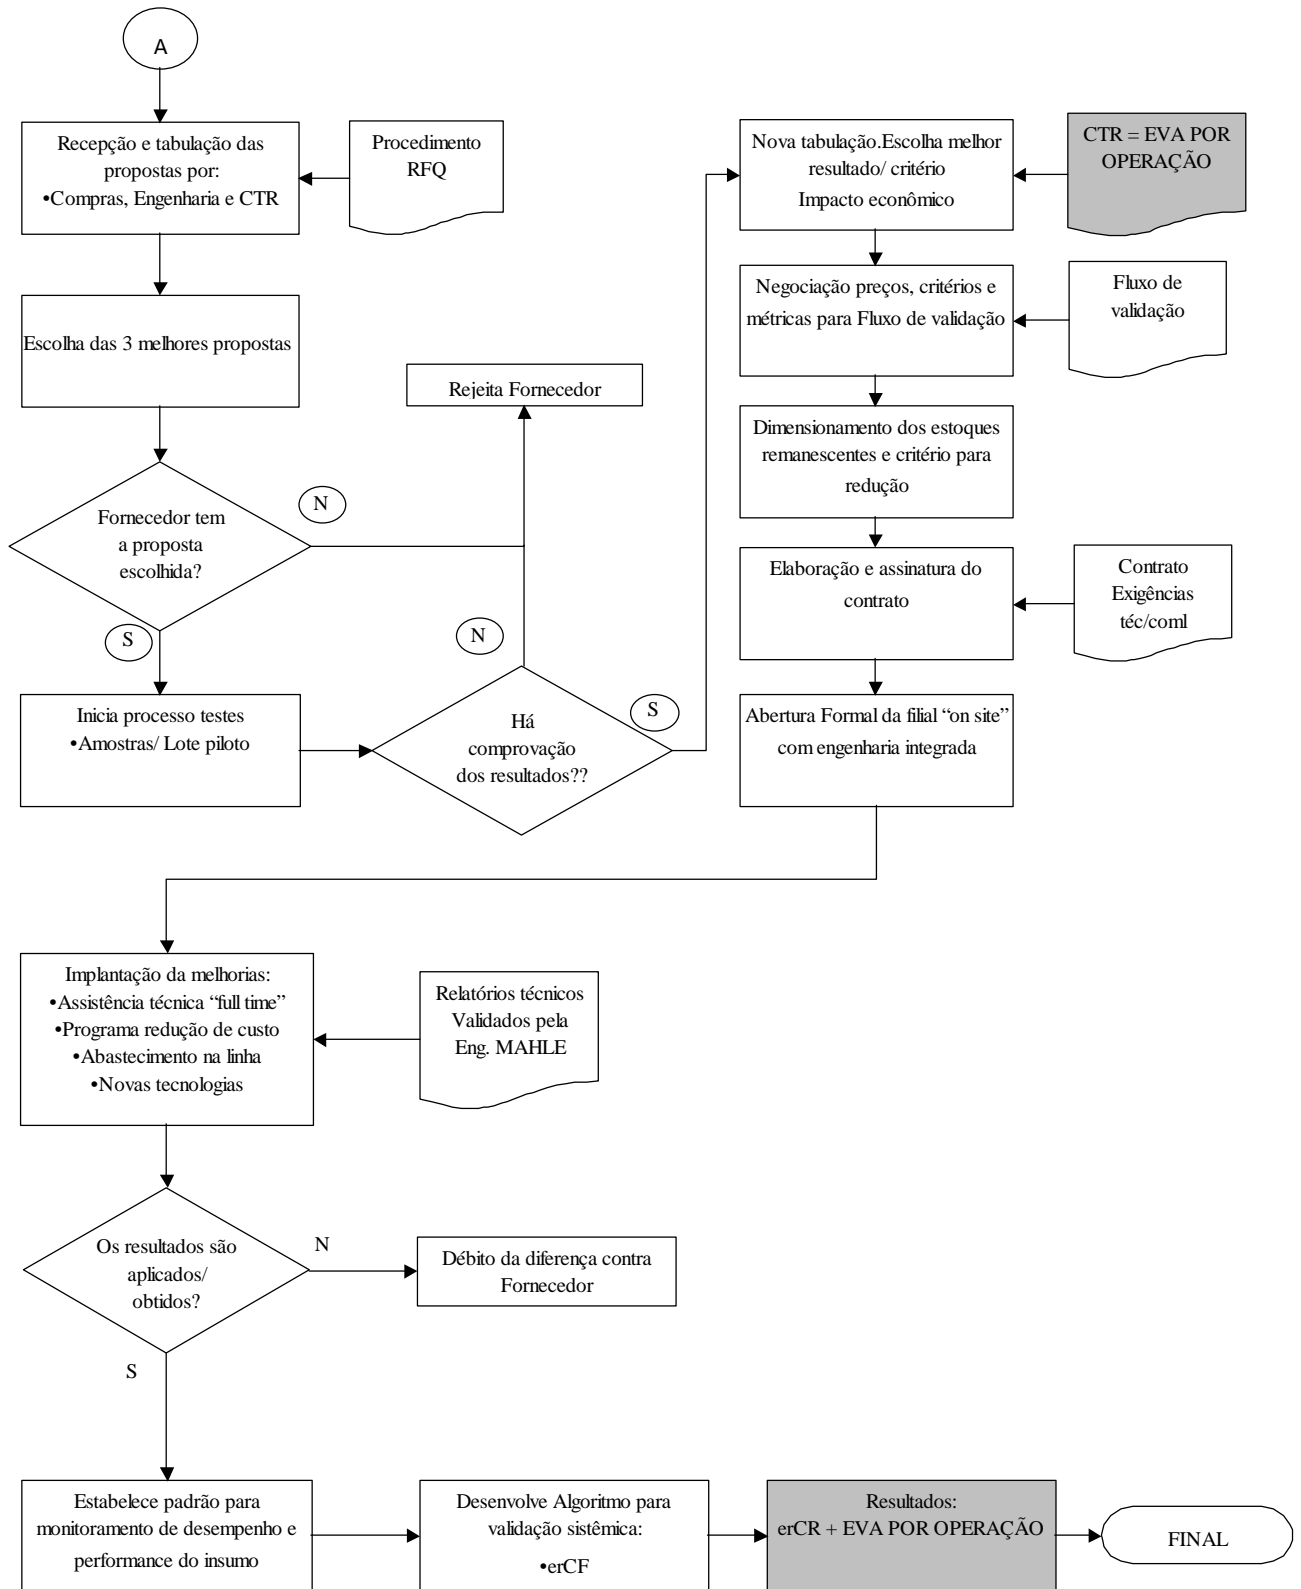 A
Recepção e tabulação das
propostas por:
•Compras, Engenharia e CTR
Procedimento
RFQ
Escolha das 3 melhores propostas
Rejeita Fornecedor
Fornecedor tem
a proposta
escolhida?
N
S
Inicia processo testes
•Amostras/ Lote piloto
N
Há
comprovação
dos resultados??
S
Nova tabulação.Escolha melhor
resultado/ critério
Impacto econômico
CTR = EVA POR
OPERAÇÃO
Negociação preços, critérios e
métricas para Fluxo de validação
Fluxo de
validação
Dimensionamento dos estoques
remanescentes e critério para
redução
Elaboração e assinatura do
contrato
Contrato
Exigências
téc/coml
Abertura Formal da filial “on site”
com engenharia integrada
Implantação da melhorias:
•Assistência técnica “full time”
•Programa redução de custo
•Abastecimento na linha
•Novas tecnologias
Relatórios técnicos
Validados pela
Eng. MAHLE
Os resultados são
aplicados/
obtidos?
N
Débito da diferença contra
Fornecedor
S
Estabelece padrão para
monitoramento de desempenho e
performance do insumo
Desenvolve Algoritmo para
validação sistêmica:
•erCF
Resultados:
erCR + EVA POR OPERAÇÃO
FINAL